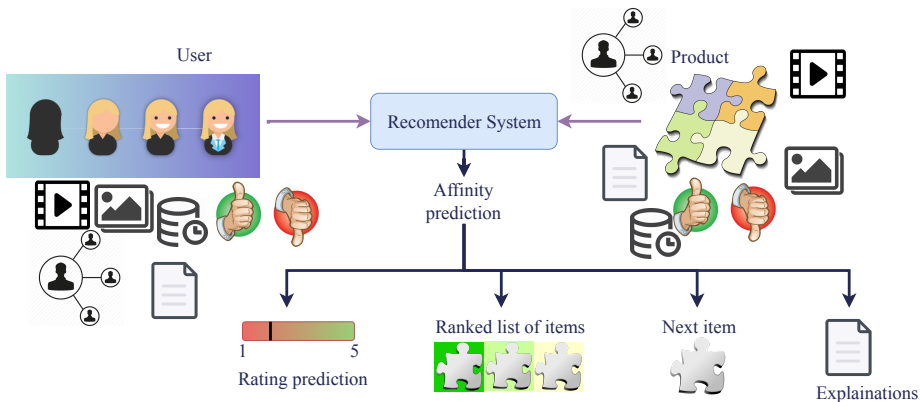 User
Product
Recomender System
Affinity
prediction
1
5
Rating prediction
Ranked list of items
Next item
Explainations